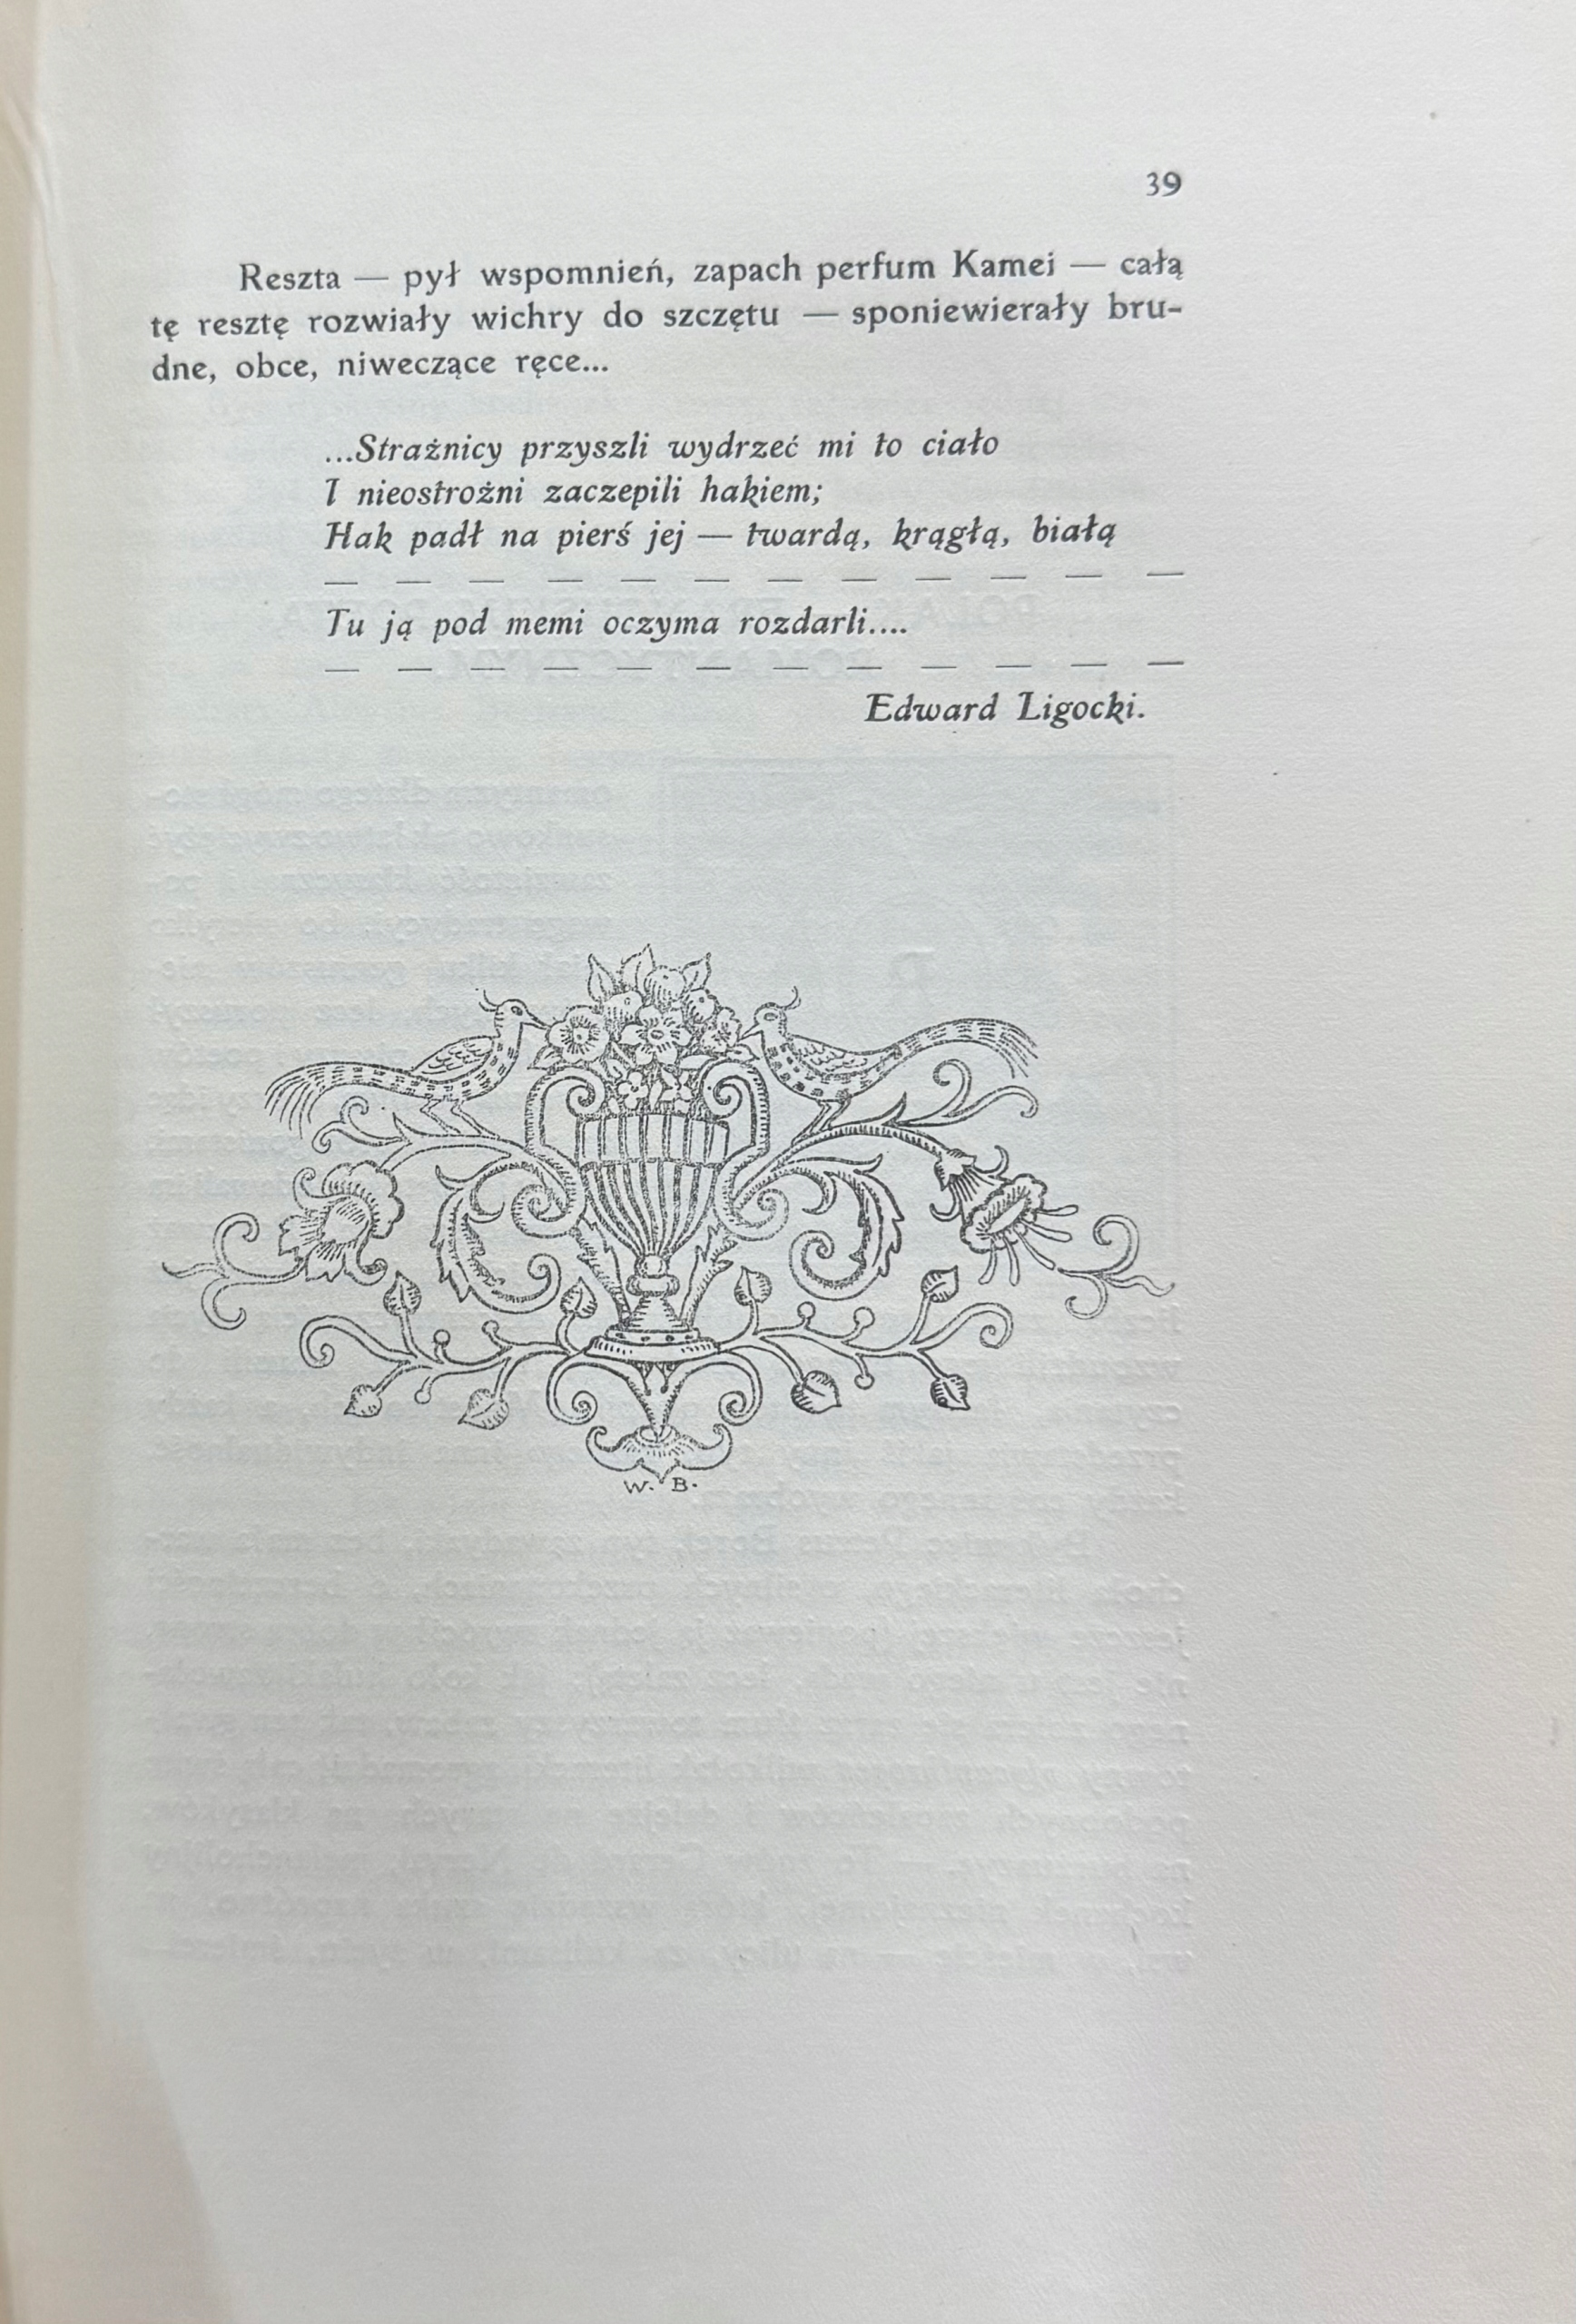 39
Reszta — pył wspomnień, zapach perfum Kamei — całą
tę resztę rozwiały wichry do szczętu — sponiewierały bru-
dne, obce, niweczące ręce...
...Strażnicy przyszli wydrzeć mi to ciało
I nieostrożni zaczepili hakiem;
Hak padł na pierś jej — twardą, krągłą, białą
— — — — — — — — — — — —
Tu ją pod memi oczyma rozdarli....
— — — — — — — — — — — —
Edward Ligocki.
W. B.